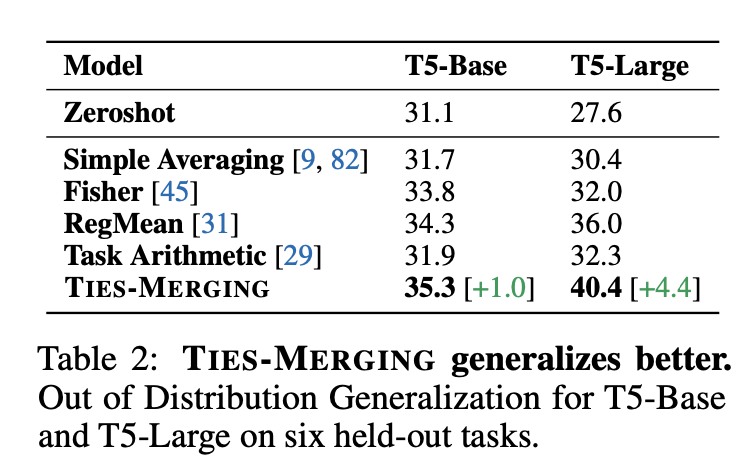 Model T5-Base T5-Large
Zeroshot 31.1 27.6
Simple Averaging [9, 82] 31.7 30.4
Fisher [45] 33.8 32.0
RegMean [31] 34.3 36.0
Task Arithmetic [29] 31.9 32.3
TIES-MERGING 35.3 [+1.0] 40.4 [+4.4]
Table 2: TIES-MERGING generalizes better.
Out of Distribution Generalization for T5-Base
and T5-Large on six held-out tasks.